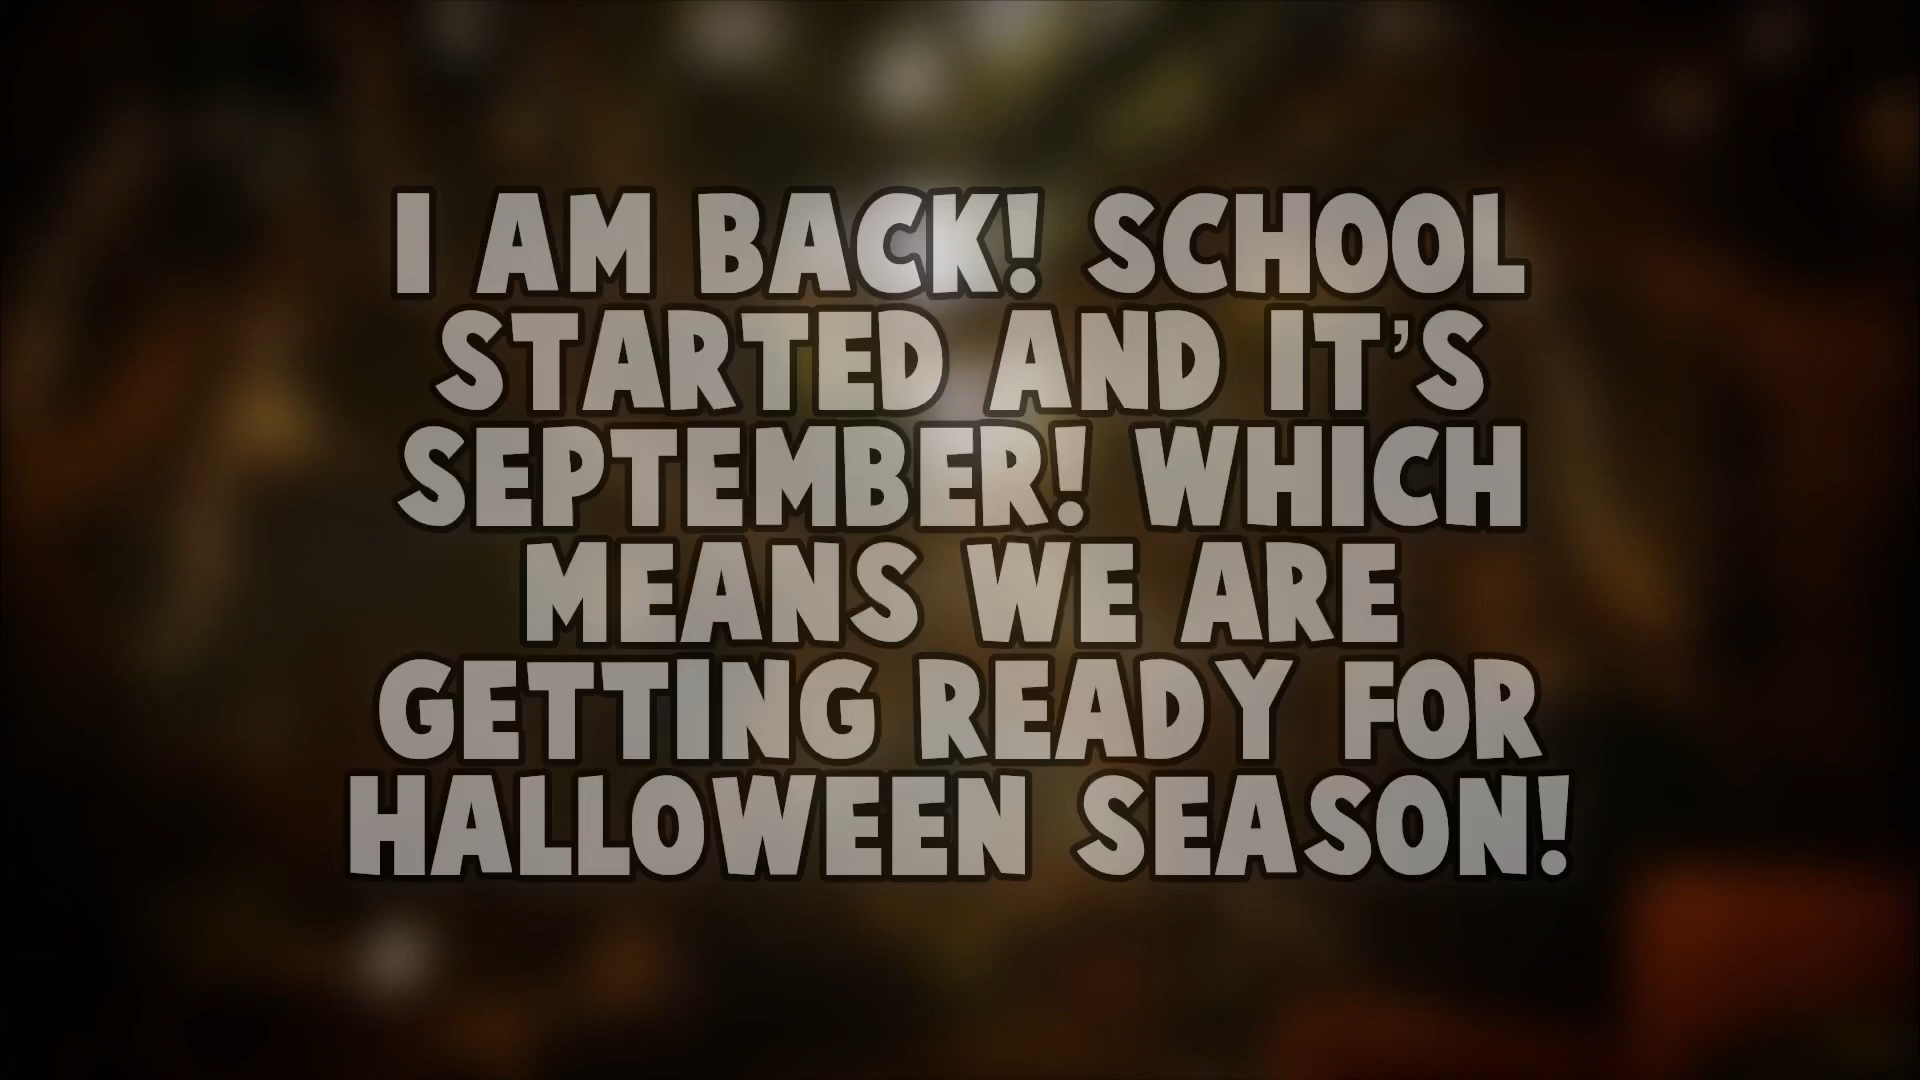 I AM BACK! SCHOOL
STARTED AND IT'S
SEPTEMBER! WHICH
MEANS WE ARE
GETTING READY FOR
HALLOWEEN SEASON!